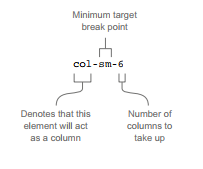 Minimum target
break point
col-sm-6
Denotes that this
element will act
as a column
Number of
columns to
take up